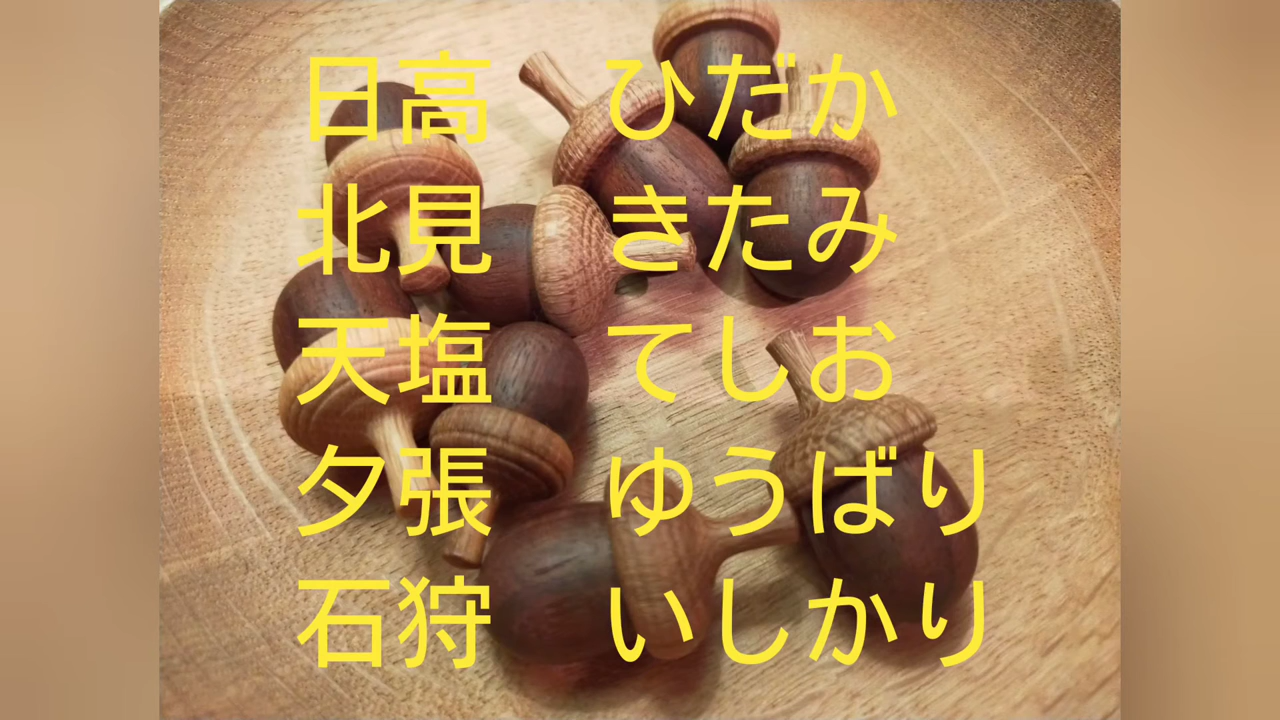 日高 ひだか
北見 きたみ
天塩 てしお
夕張 ゆうばり
石狩 いしかり